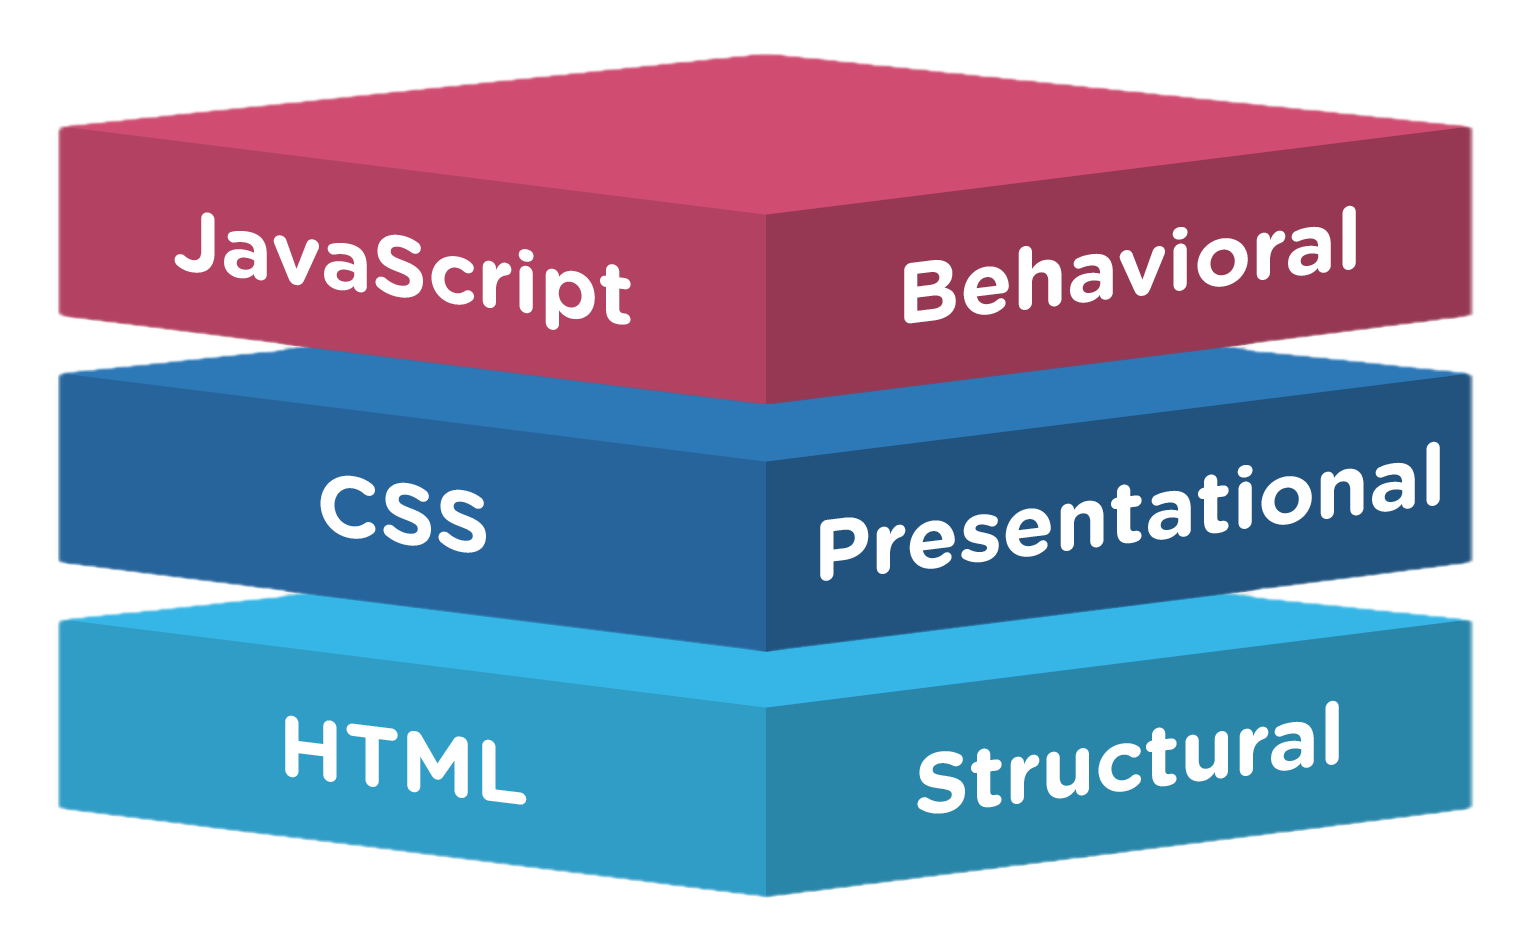 JavaScript
Behavioral
CSS
Presentational
HTML
Structural